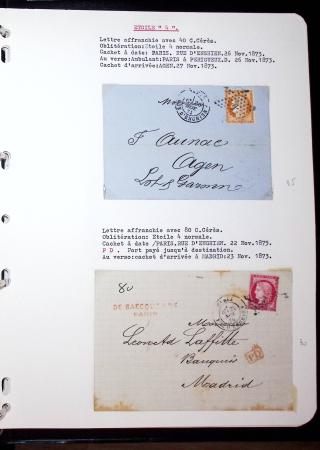 ETOILE " 4 ".
Lettre affranchie avec 40 C.Cérès.
Oblitération:Etoile 4 normale.
Cachet à date: PARIS. RUE D'ENGHIEN,26 Nov.1873.
Au verso:Ambulant:PARIS à PERIGUEUX.D. 26 Nov.1873.
Cachet d'arrivée:AGEN.27 Nov.1873.
F. Aunac
Agen
Lot & Garonne
Lettre affranchie avec 80 C.Cérès.
Oblitération: Etoile 4 normale.
Cachet à date /PARIS,RUE D'ENGHIEN. 22 Nov.1873.
P D . Port payé jusqu'à destination.
Au verso:cachet d'arrivée à MADRID:23 Nov. 1873.
80
PARIS
Monsieur
Leonard Laffitte
Banquier
PD
Madrid